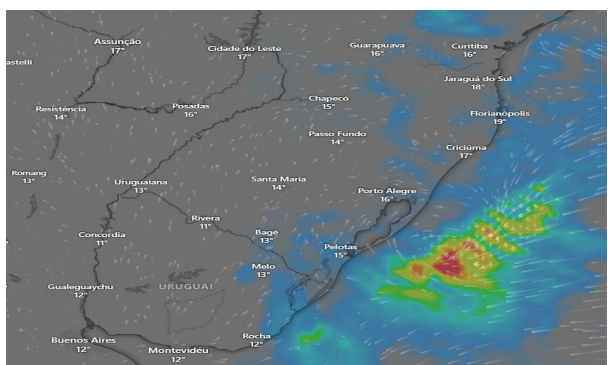 Assunção
17°
Cidade do Leste
17°
Guarapuava
16°
Curitiba
16°
astelli
Jaraguá do Sul
18°
Resistência
14°
Posadas
16°
Chapecó
15°
Florianópolis
19°
Passo Fundo
14°
Criciúma
17°
Romang
13°
Uruguaiana
13°
Santa Maria
14°
Porto Alegre
16°
Rivera
11°
Concordia
11°
Bagé
13°
Pelotas
15°
Melo
13°
Gualeguaychu
12°
URUGUAI
Buenos Aires
12°
Montevidéu
12°
Rocha
12°